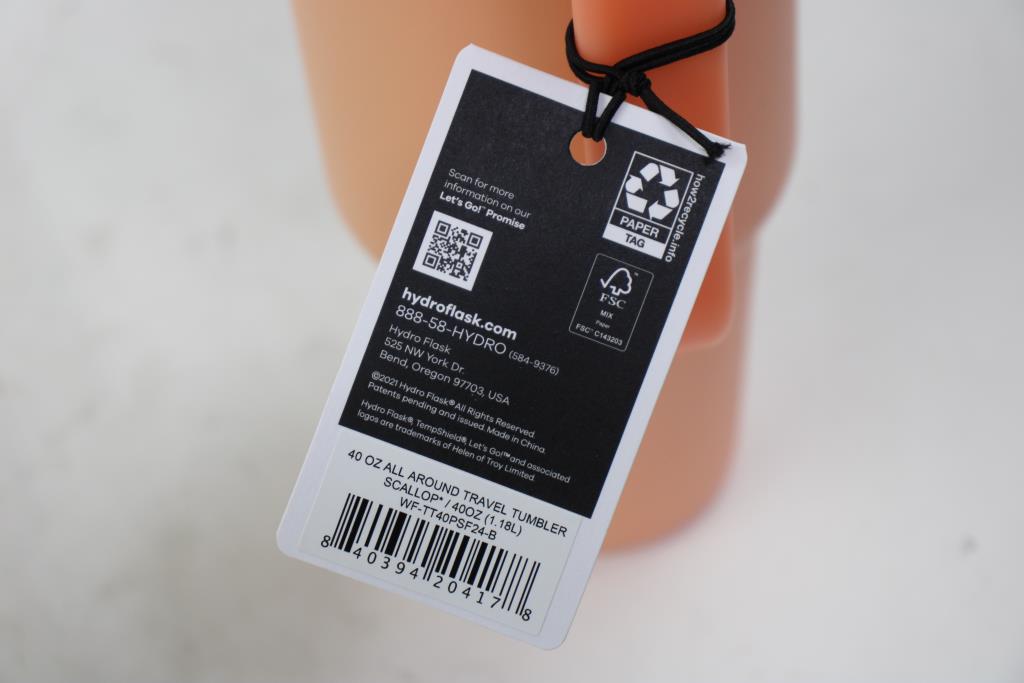 Scan for more
information on our
Let's Go!™ Promise
how2recycle.info
PAPER
TAG
FSC™
MIX
Paper
FSC™ C143203
hydroflask.com
888-58-HYDRO (584-9376)
Hydro Flask
525 NW York Dr.
Bend, Oregon 97703, USA
©2021 Hydro Flask® All Rights Reserved.
Patents pending and issued. Made in China.
Hydro Flask®, TempShield®, Let's Go!™ and associated
logos are trademarks of Helen of Troy Limited.
40 OZ ALL AROUND TRAVEL TUMBLER
SCALLOP* / 40OZ (1.18L)
WF-TT40PSF24-B
8 40394 20417 8